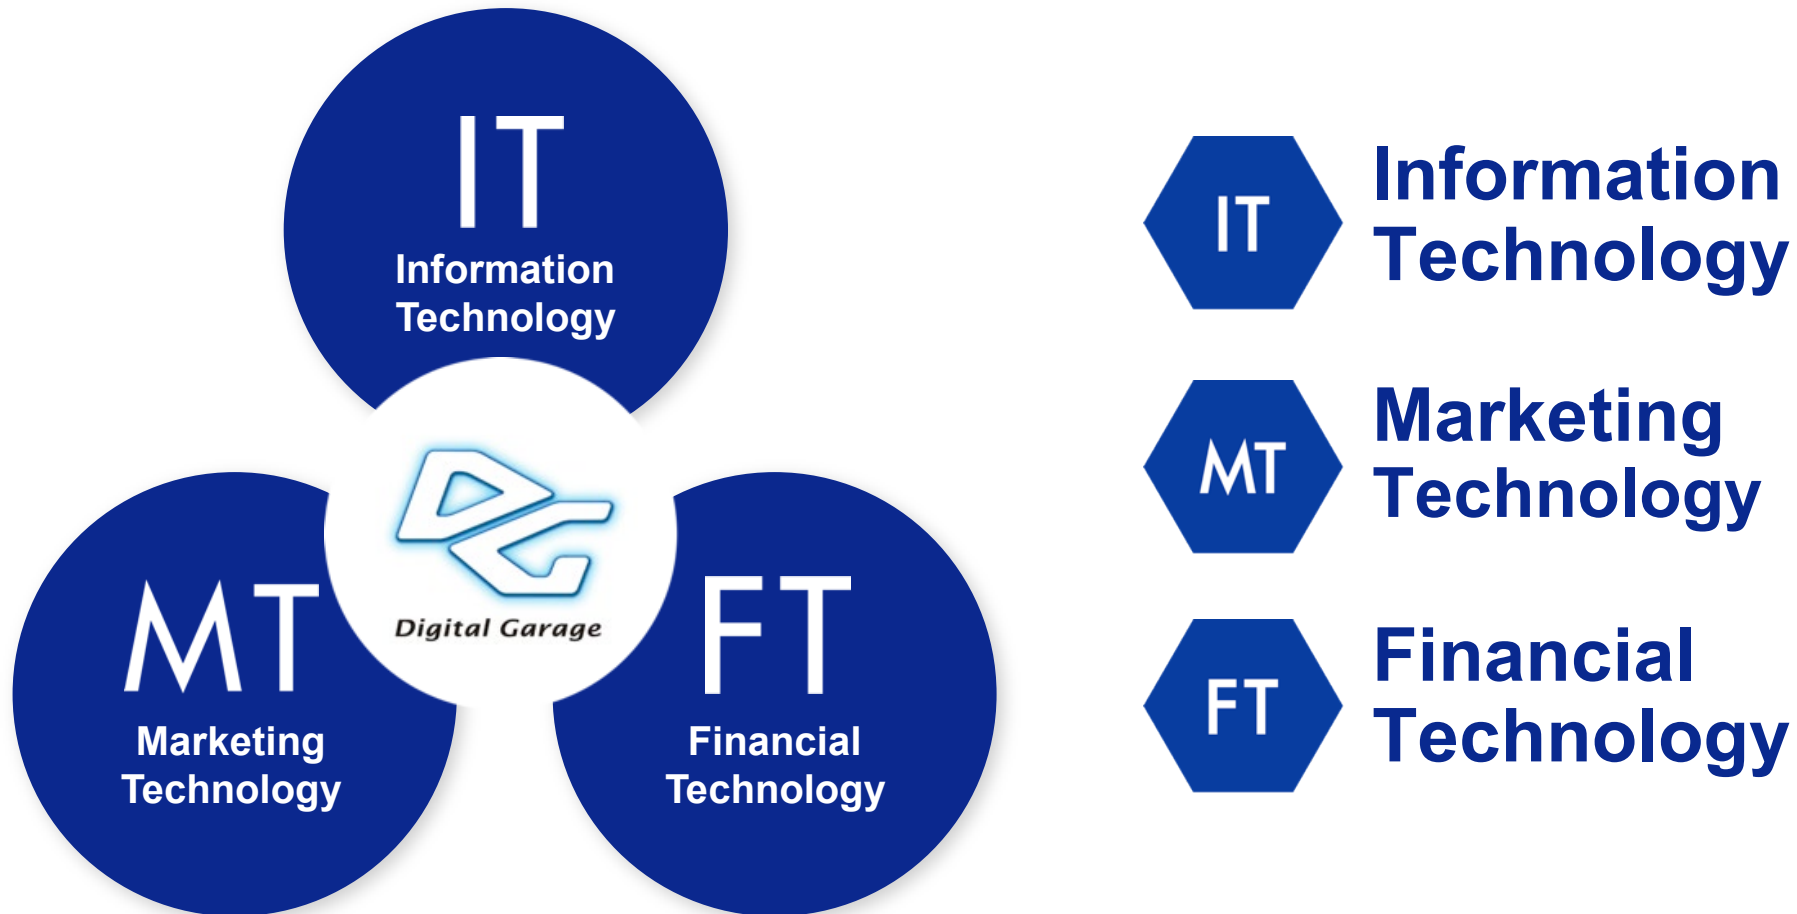 IT
Information
Technology
DG
Digital Garage
MT
Marketing
Technology
FT
Financial
Technology
IT
Information
Technology
MT
Marketing
Technology
FT
Financial
Technology